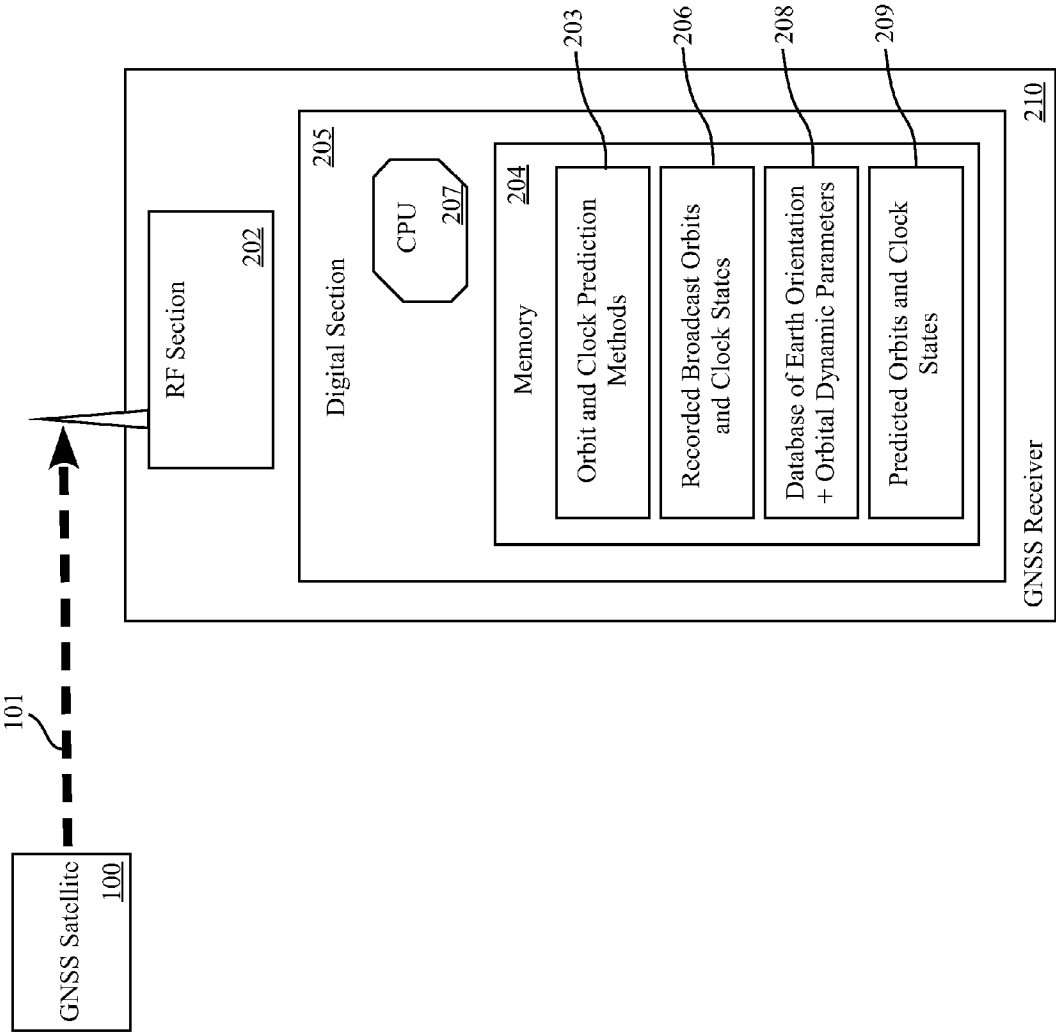 GNSS Satellite
100
101
RF Section
202
Digital Section
205
CPU
207
Memory
204
Orbit and Clock Prediction
Methods
203
Recorded Broadcast Orbits
and Clock States
206
Database of Earth Orientation
+ Orbital Dynamic Parameters
208
Predicted Orbits and Clock
States
209
GNSS Receiver
210